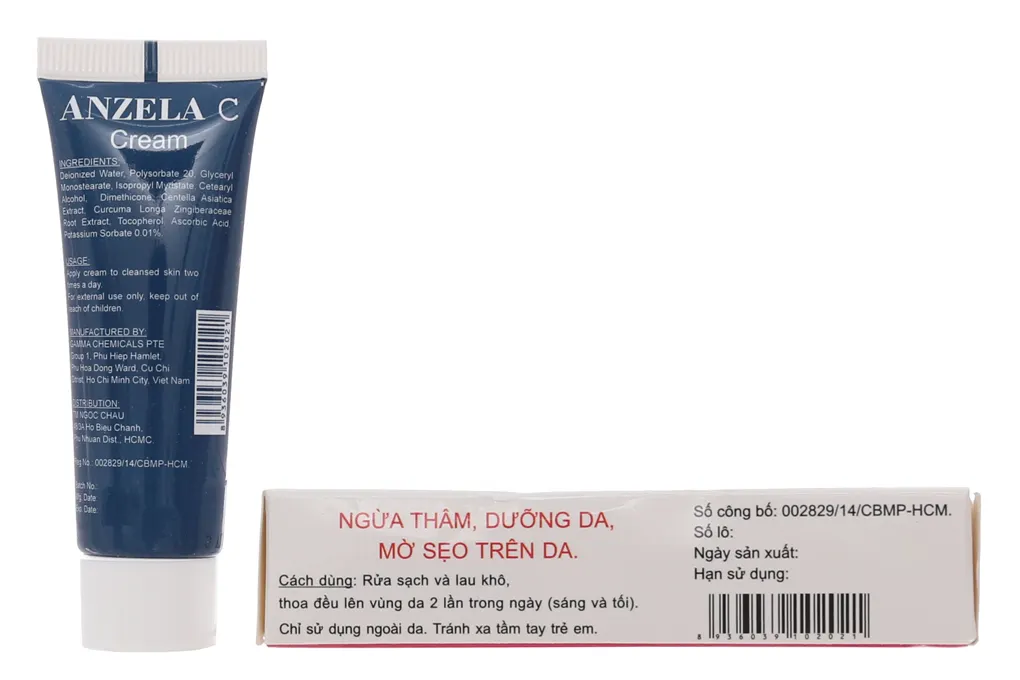 ANZELA C
Cream
INGREDIENTS:
Deionized Water, Polysorbate 20, Glyceryl
Monostearate, Isopropyl Myristate, Cetearyl
Alcohol, Dimethicone, Centella Asiatica
Extract, Curcuma Longa Zingiberaceae
Root Extract, Tocopherol, Ascorbic Acid,
Potassium Sorbate 0.01%.
USAGE:
Apply cream to cleansed skin two
times a day.
For external use only, keep out of
reach of children.
MANUFACTURED BY:
GAMMA CHEMICALS PTE
Group 1, Phu Hiep Hamlet,
Phu Hoa Dong Ward, Cu Chi
District, Ho Chi Minh City, Viet Nam
DISTRIBUTION:
TM NGOC CHAU
Ho Bieu Chanh,
Phu Nhuan Dist., HCMC.
Reg No.: 002829/14/CBMP-HCM.
Batch No.:
Mfg. Date:
Exp. Date:
8936039102021
NGỪA THÂM, DƯỠNG DA,
MỜ SẸO TRÊN DA.
Cách dùng: Rửa sạch và lau khô,
thoa đều lên vùng da 2 lần trong ngày (sáng và tối).
Chỉ sử dụng ngoài da. Tránh xa tầm tay trẻ em.
Số công bố: 002829/14/CBMP-HCM.
Số lô:
Ngày sản xuất:
Hạn sử dụng:
8 936039 102021